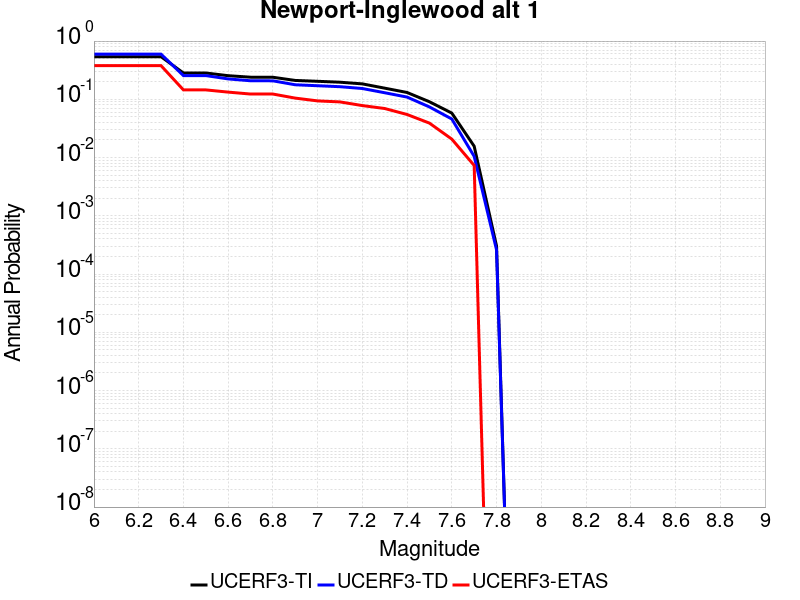 Newport-Inglewood alt 1
10^0
10^-1
10^-2
10^-3
10^-4
10^-5
10^-6
10^-7
10^-8
Annual Probability
6 6.2 6.4 6.6 6.8 7 7.2 7.4 7.6 7.8 8 8.2 8.4 8.6 8.8 9
Magnitude
UCERF3-TI UCERF3-TD UCERF3-ETAS